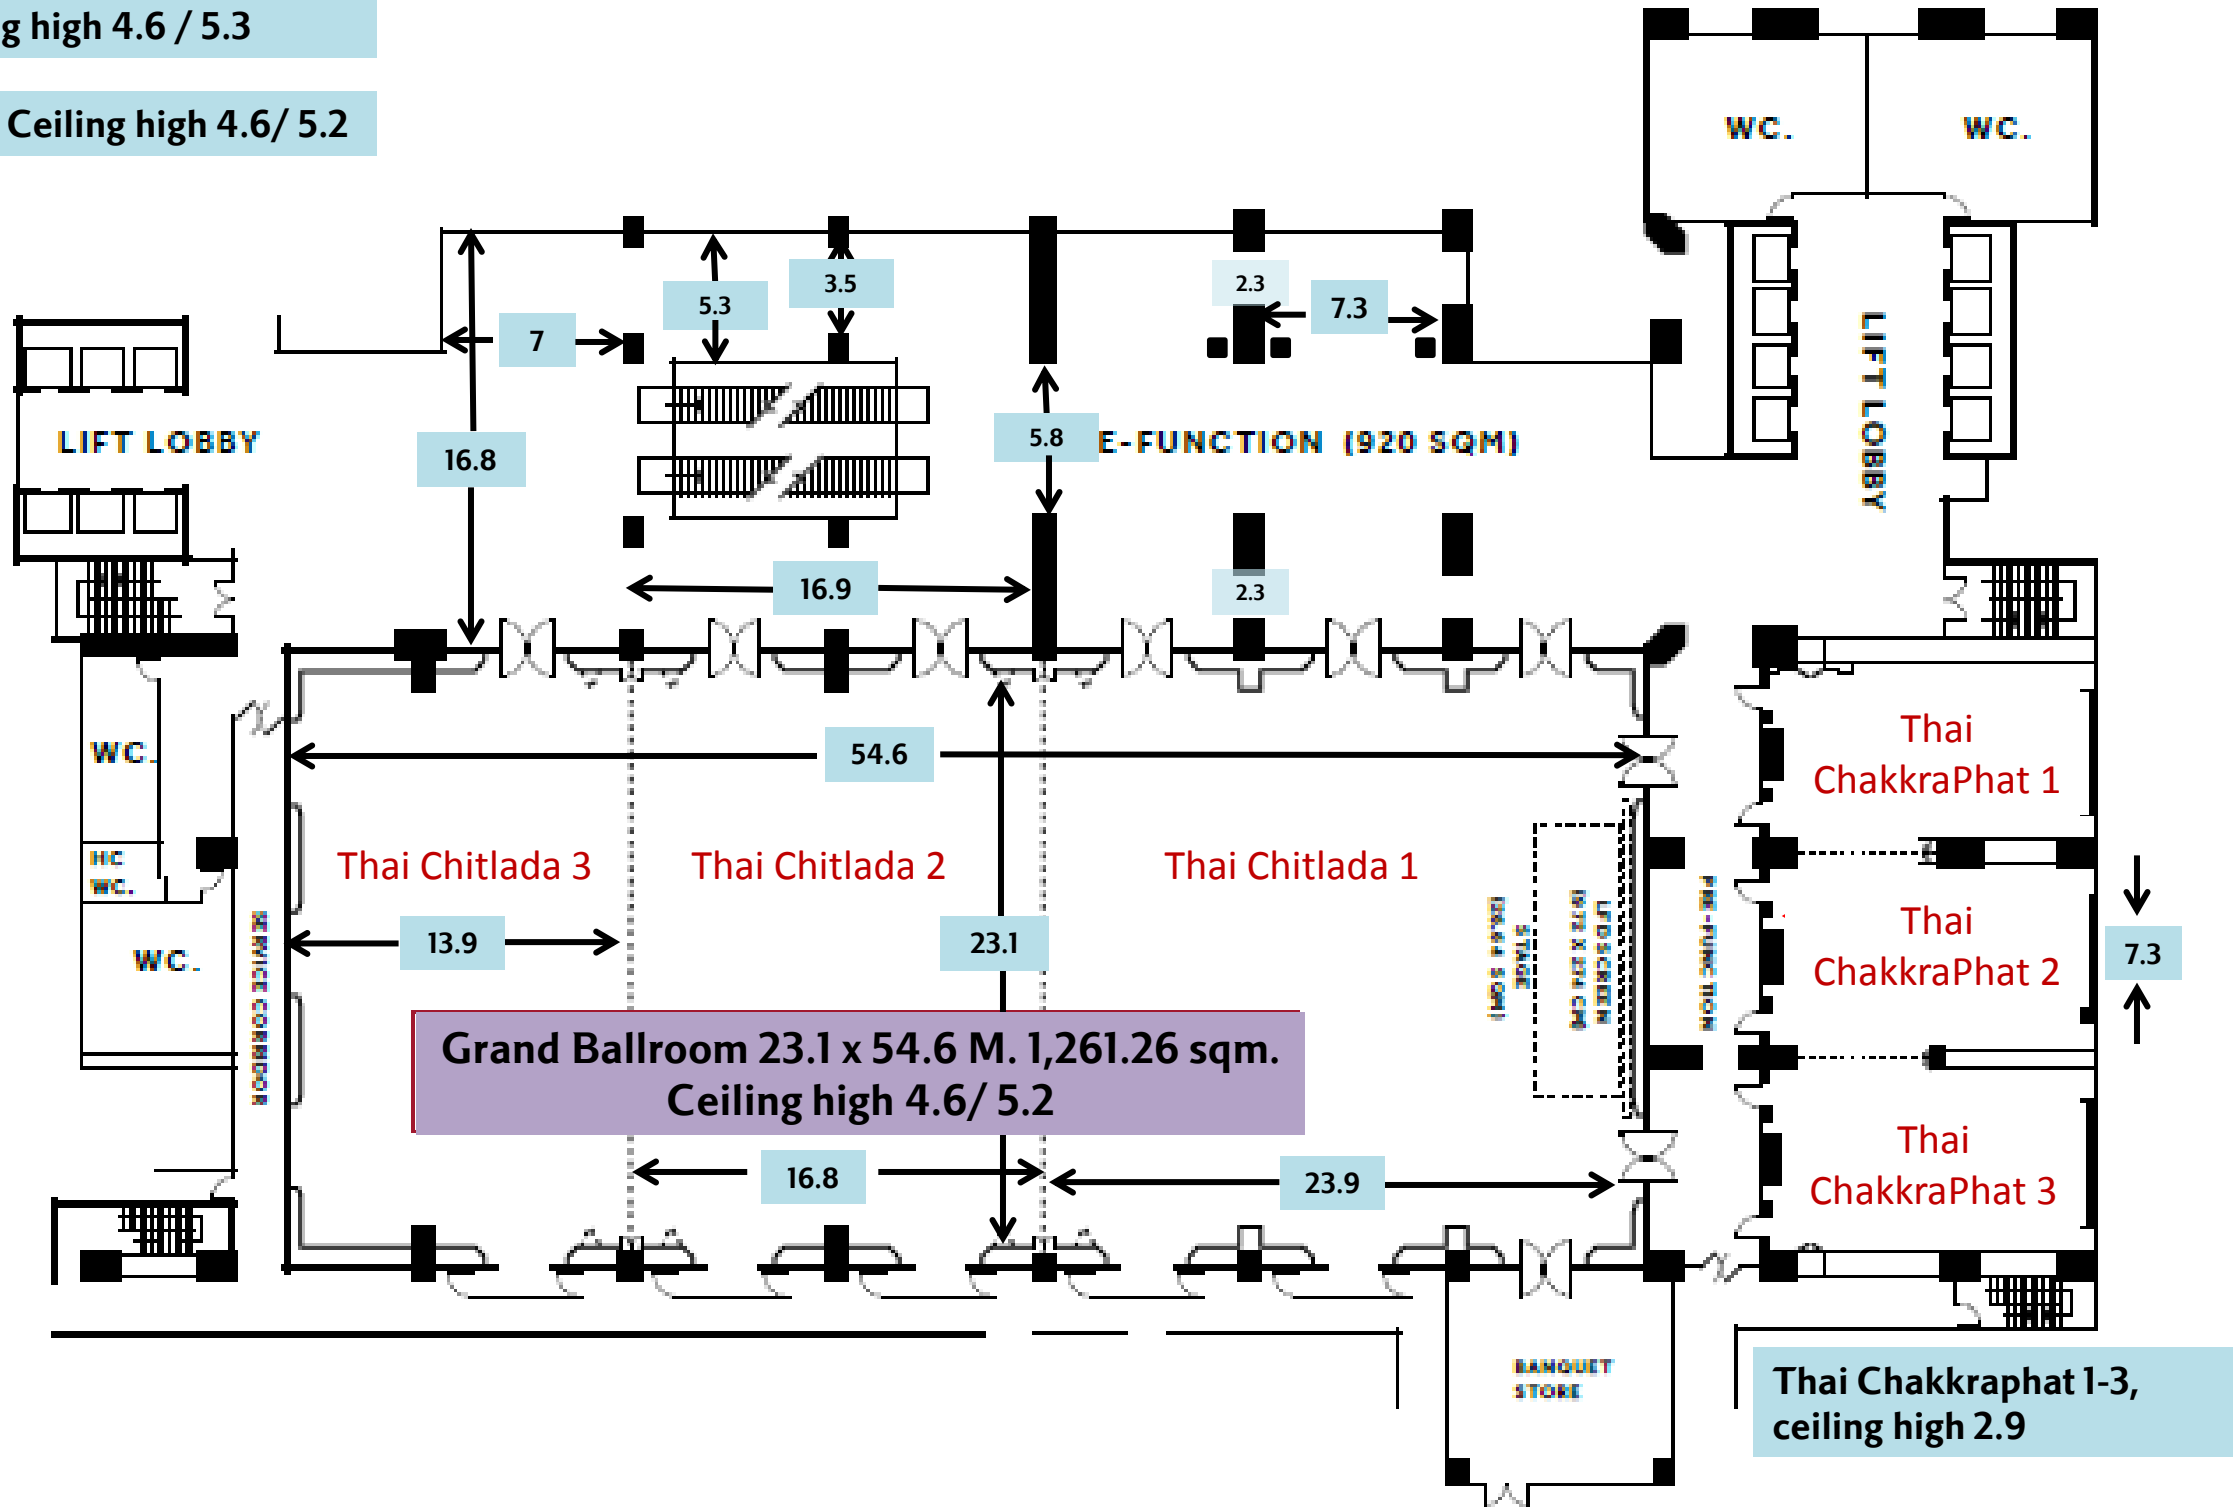 g high 4.6 / 5.3
Ceiling high 4.6/ 5.2
WC.
WC.
5.3
3.5
2.3
7.3
7
LIFT LOBBY
16.8
5.8
E-FUNCTION (920 SQM)
LIFT LOBBY
16.9
2.3
54.6
WC.
Thai
ChakkraPhat 1
HC
WC.
Thai Chitlada 3
Thai Chitlada 2
Thai Chitlada 1
SERVICE CORRIDOR
13.9
23.1
STAGE
LED SCREEN
PRE-FUNCTION
Thai
ChakkraPhat 2
7.3
WC.
Grand Ballroom 23.1 x 54.6 M. 1,261.26 sqm.
Ceiling high 4.6/ 5.2
16.8
23.9
Thai
ChakkraPhat 3
BANQUET
STORE
Thai Chakkraphat 1-3,
ceiling high 2.9